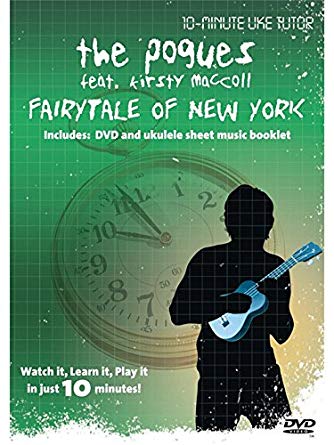 10-MINUTE UKE TUTOR
the pogues
feat. kirsty maccoll
FAIRYTALE OF NEW YORK
Includes: DVD and ukulele sheet music booklet
Watch it, Learn it, Play it
in just 10 minutes!
DVD
VIDEO